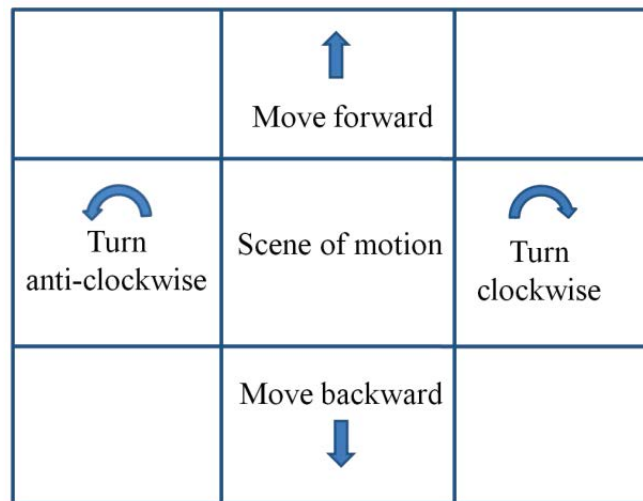 Move forward
Turn
anti-clockwise
Scene of motion
Turn
clockwise
Move backward